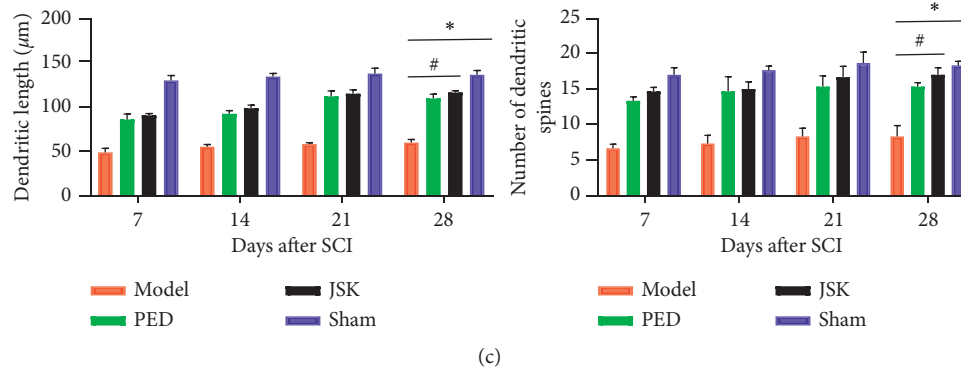 Dendritic length (μm)
200
150
100
50
0
*
#
7 14 21 28
Days after SCI
Model JSK
PED Sham
Number of dendritic
spines
25
20
15
10
5
0
*
#
7 14 21 28
Days after SCI
Model JSK
PED Sham
(c)